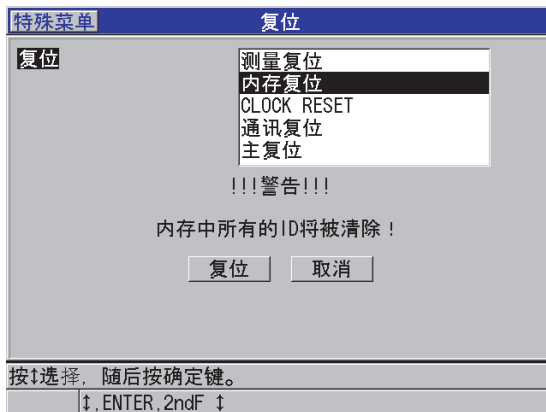 特殊菜单 复位
复位
测量复位
内存复位
CLOCK RESET
通讯复位
主复位
!!!警告!!!
内存中所有的ID将被清除！
复位 取消
按↕选择，随后按确定键。
↕,ENTER,2ndF ↕